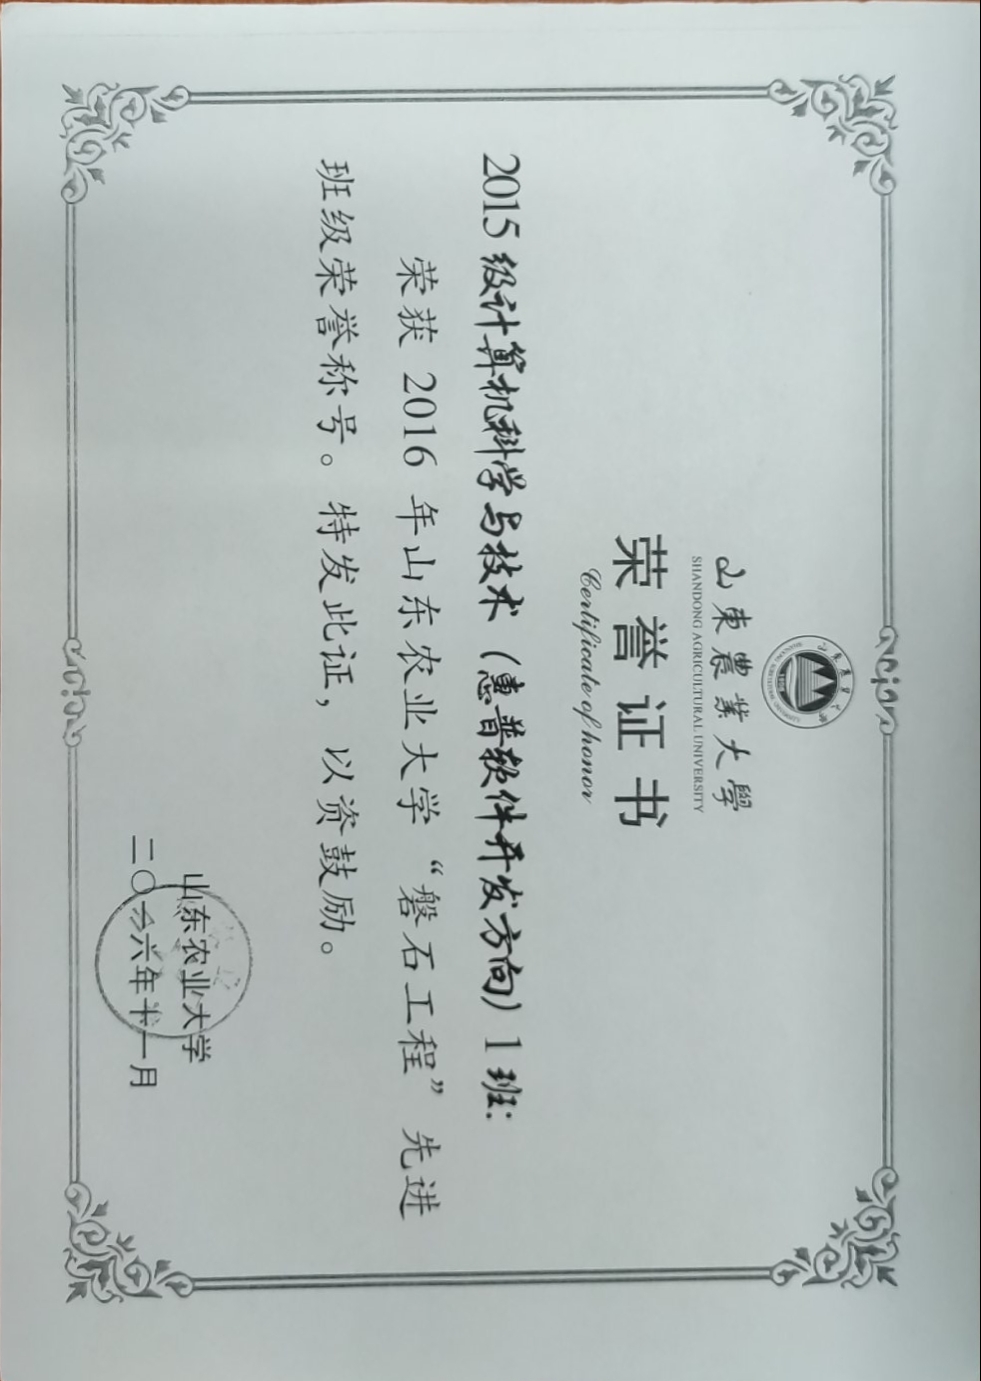 山東農業大學
SHANDONG AGRICULTURAL UNIVERSITY
荣誉证书
Certificate of honor
2015 级计算机科学与技术（惠普软件开发方向）1 班：
荣获 2016 年山东农业大学“磐石工程”先进
班级荣誉称号。特发此证，以资鼓励。
山东农业大学
二〇一六年十一月